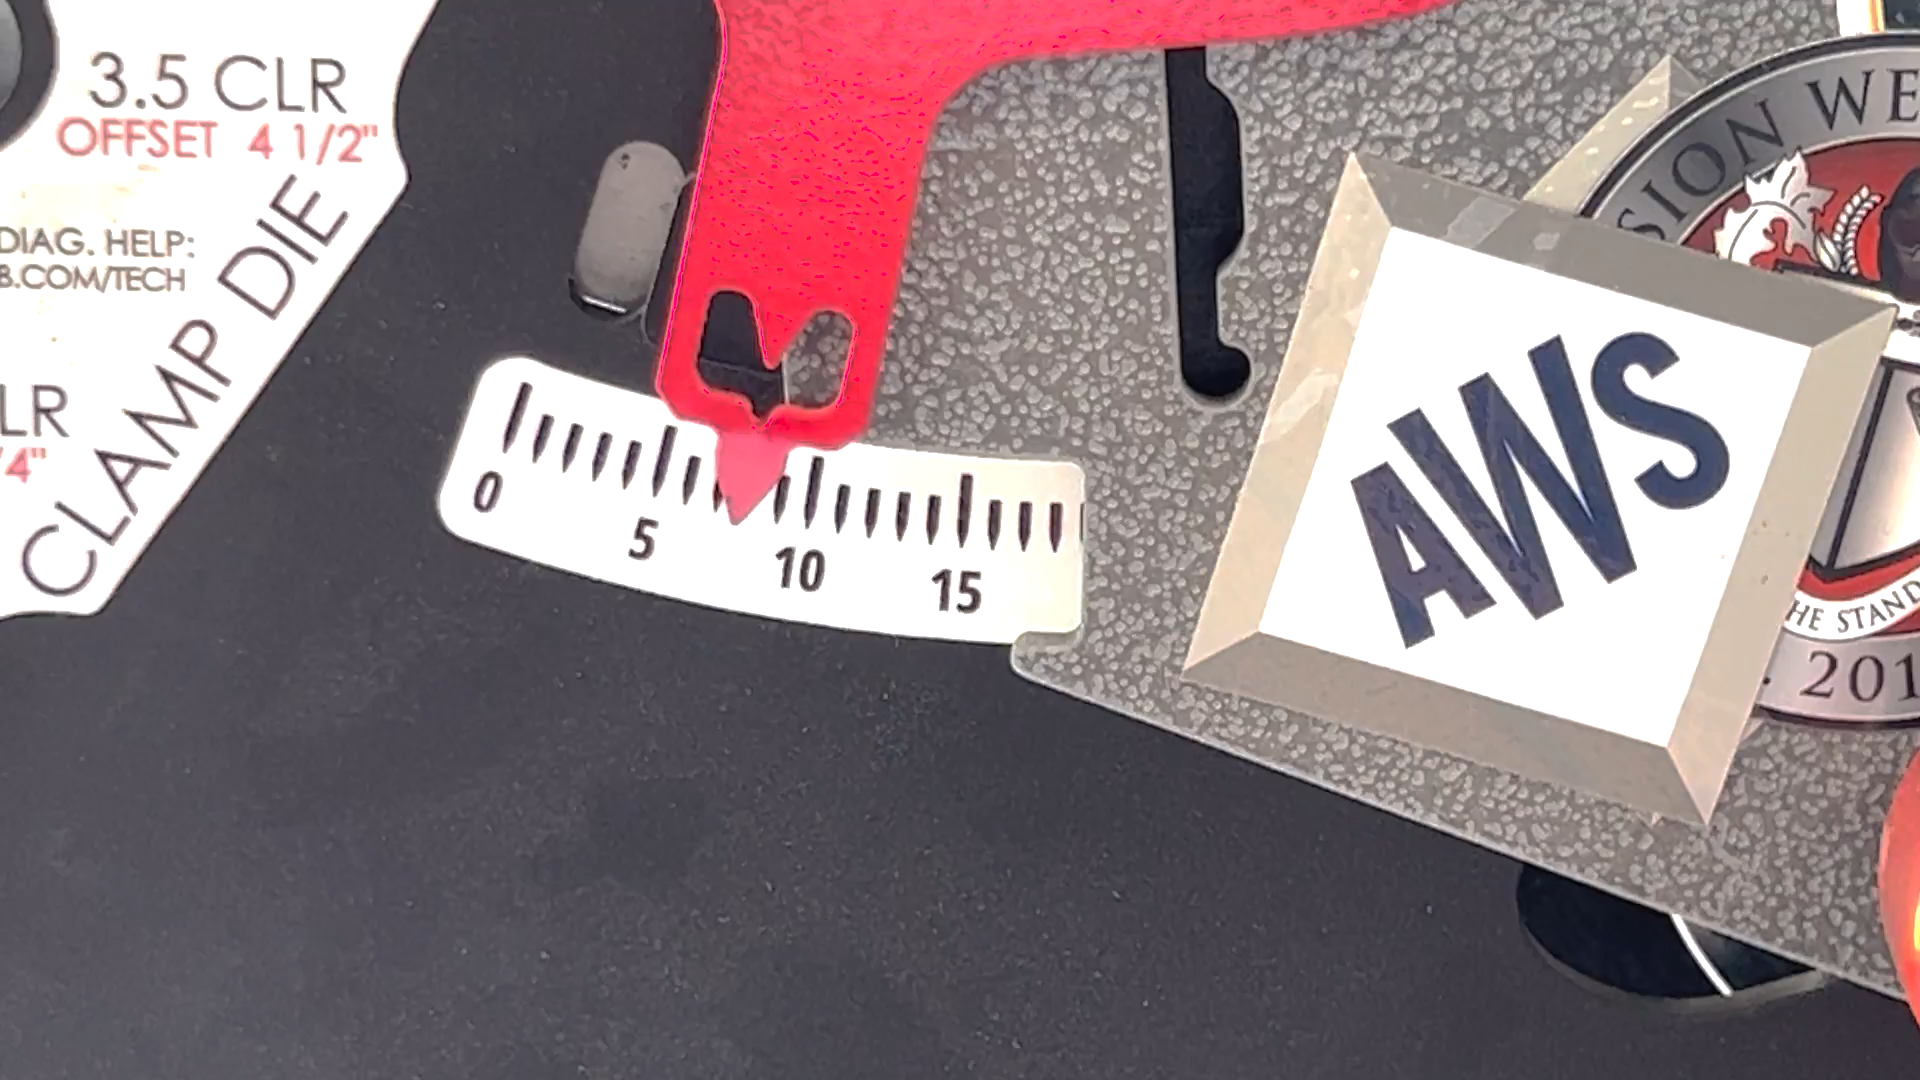 3.5 CLR
OFFSET 4 1/2"
DIAG. HELP:
B.COM/TECH
CLAMP DIE
LR
/4"
0
5
10
15
AWS
SION WE
HE STAND
201